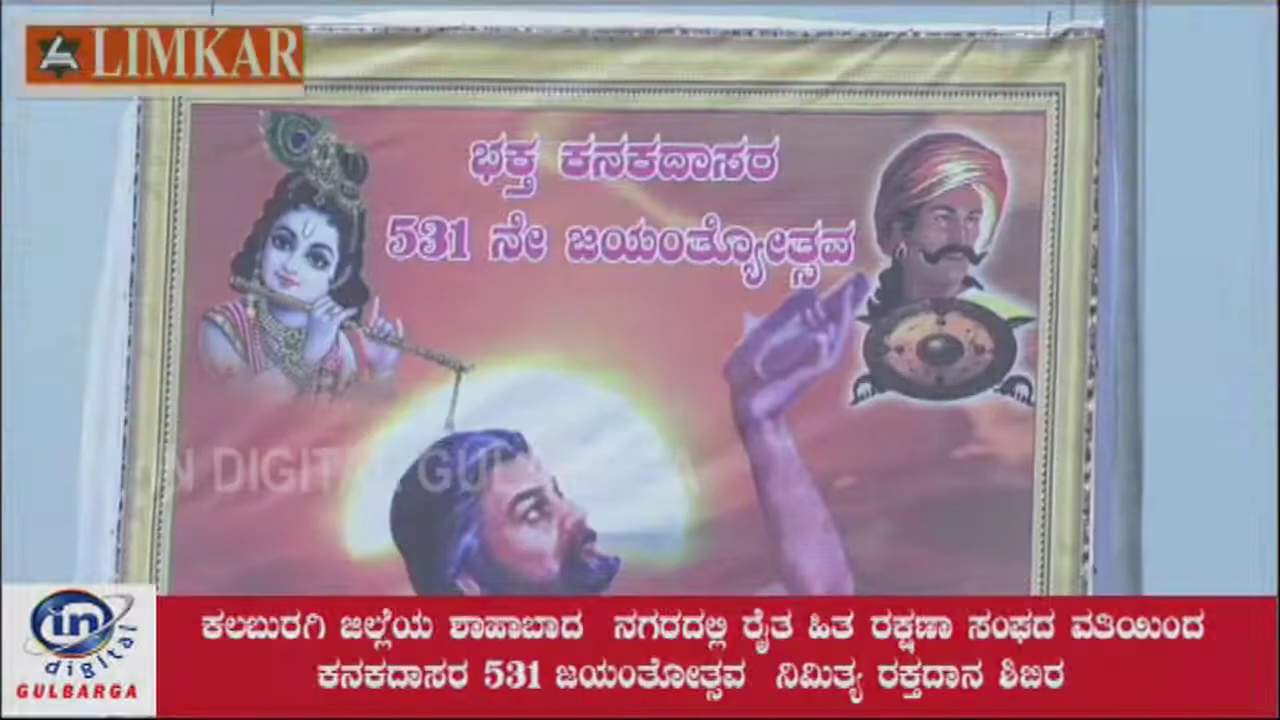 LIMKAR
ಭಕ್ತ ಕನಕದಾಸರ
531 ನೇ ಜಯಂತ್ಯೋತ್ಸವ
IN DIGITAL GULBARGA
ಕಲಬುರಗಿ ಜಿಲ್ಲೆಯ ಶಾಹಾಬಾದ ನಗರದಲ್ಲಿ ರೈತ ಹಿತ ರಕ್ಷಣಾ ಸಂಘದ ವತಿಯಿಂದ
ಕನಕದಾಸರ 531 ಜಯಂತೋತ್ಸವ ನಿಮಿತ್ಯ ರಕ್ತದಾನ ಶಿಬಿರ
in
digital
GULBARGA